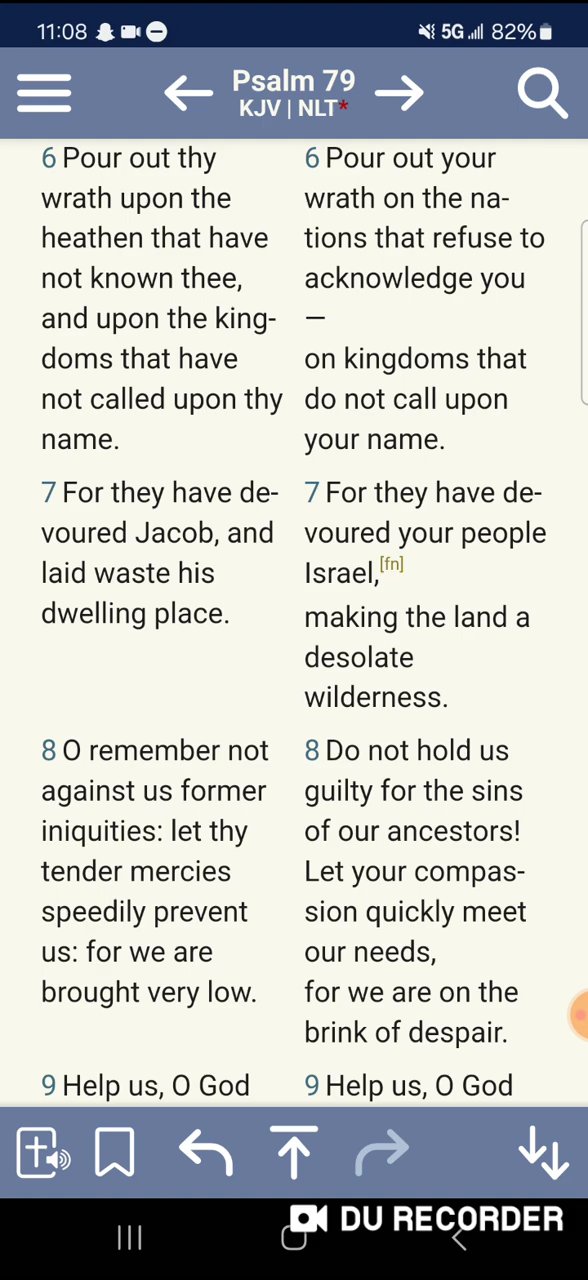 11:08 5G 82%
Psalm 79
KJV | NLT*
6 Pour out thy
wrath upon the
heathen that have
not known thee,
and upon the king-
doms that have
not called upon thy
name.
7 For they have de-
voured Jacob, and
laid waste his
dwelling place.
8 O remember not
against us former
iniquities: let thy
tender mercies
speedily prevent
us: for we are
brought very low.
9 Help us, O God
6 Pour out your
wrath on the na-
tions that refuse to
acknowledge you
—
on kingdoms that
do not call upon
your name.
7 For they have de-
voured your people
Israel,[fn]
making the land a
desolate
wilderness.
8 Do not hold us
guilty for the sins
of our ancestors!
Let your compas-
sion quickly meet
our needs,
for we are on the
brink of despair.
9 Help us, O God
DU RECORDER